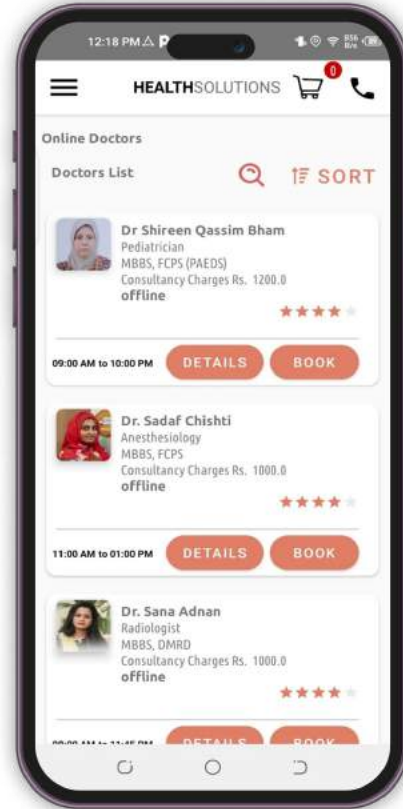 12:18 PM
856 B/s
HEALTHSOLUTIONS
0
Online Doctors
Doctors List
SORT
Dr Shireen Qassim Bham
Pediatrician
MBBS, FCPS (PAEDS)
Consultancy Charges Rs. 1200.0
offline
09:00 AM to 10:00 PM DETAILS BOOK
Dr. Sadaf Chishti
Anesthesiology
MBBS, FCPS
Consultancy Charges Rs. 1000.0
offline
11:00 AM to 01:00 PM DETAILS BOOK
Dr. Sana Adnan
Radiologist
MBBS, DMRD
Consultancy Charges Rs. 1000.0
offline
DETAILS BOOK